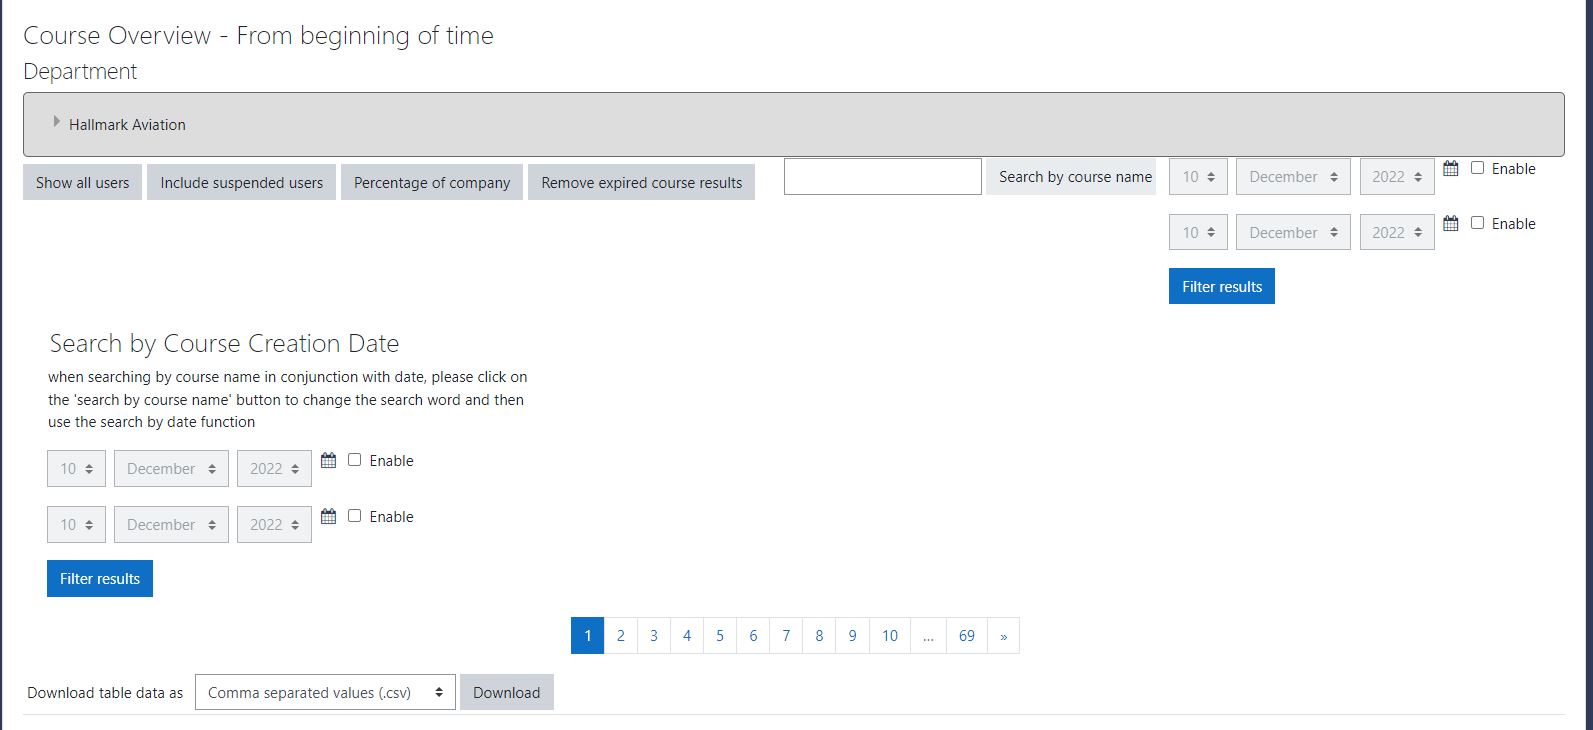 Course Overview - From beginning of time
Department
Hallmark Aviation
Show all users Include suspended users Percentage of company Remove expired course results Search by course name 10 December 2022 Enable
10 December 2022 Enable
Filter results
Search by Course Creation Date
when searching by course name in conjunction with date, please click on
the 'search by course name' button to change the search word and then
use the search by date function
10 December 2022 Enable
10 December 2022 Enable
Filter results
1 2 3 4 5 6 7 8 9 10 ... 69 »
Download table data as Comma separated values (.csv) Download